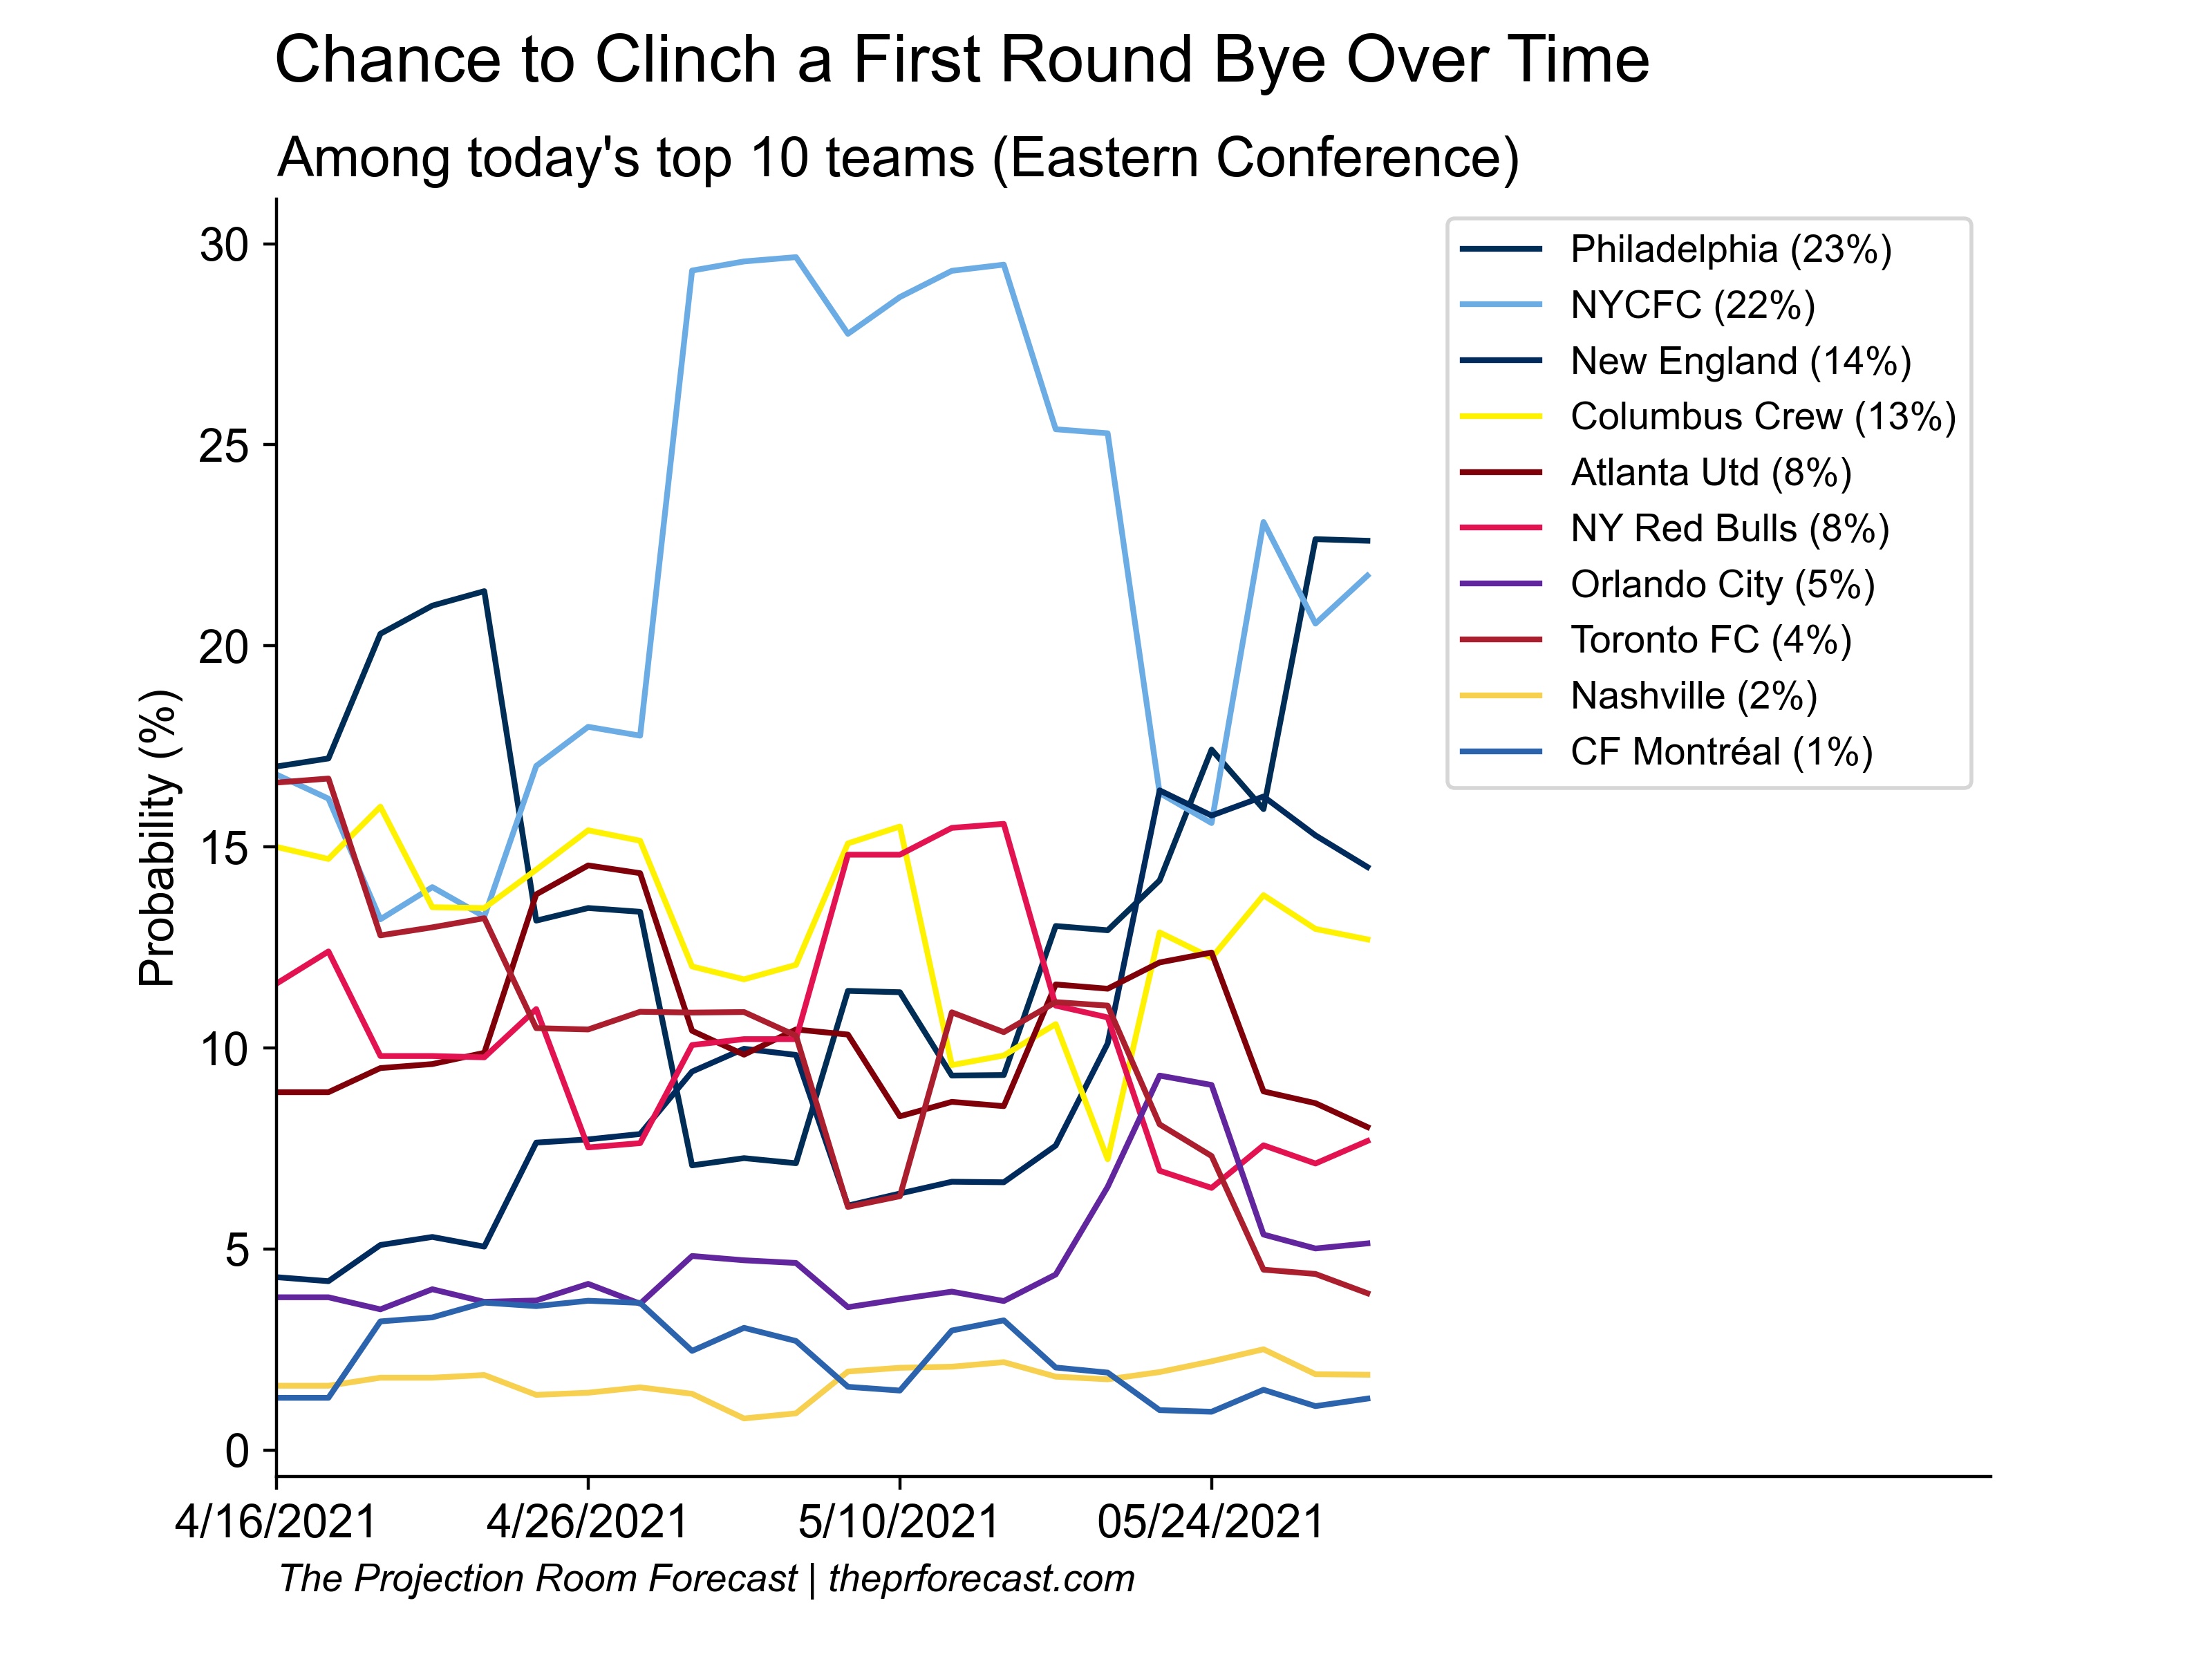 Chance to Clinch a First Round Bye Over Time
Among today's top 10 teams (Eastern Conference)
30
25
20
15
10
5
0
Probability (%)
Philadelphia (23%)
NYCFC (22%)
New England (14%)
Columbus Crew (13%)
Atlanta Utd (8%)
NY Red Bulls (8%)
Orlando City (5%)
Toronto FC (4%)
Nashville (2%)
CF Montréal (1%)
4/16/2021 4/26/2021 5/10/2021 05/24/2021
The Projection Room Forecast | theprforecast.com